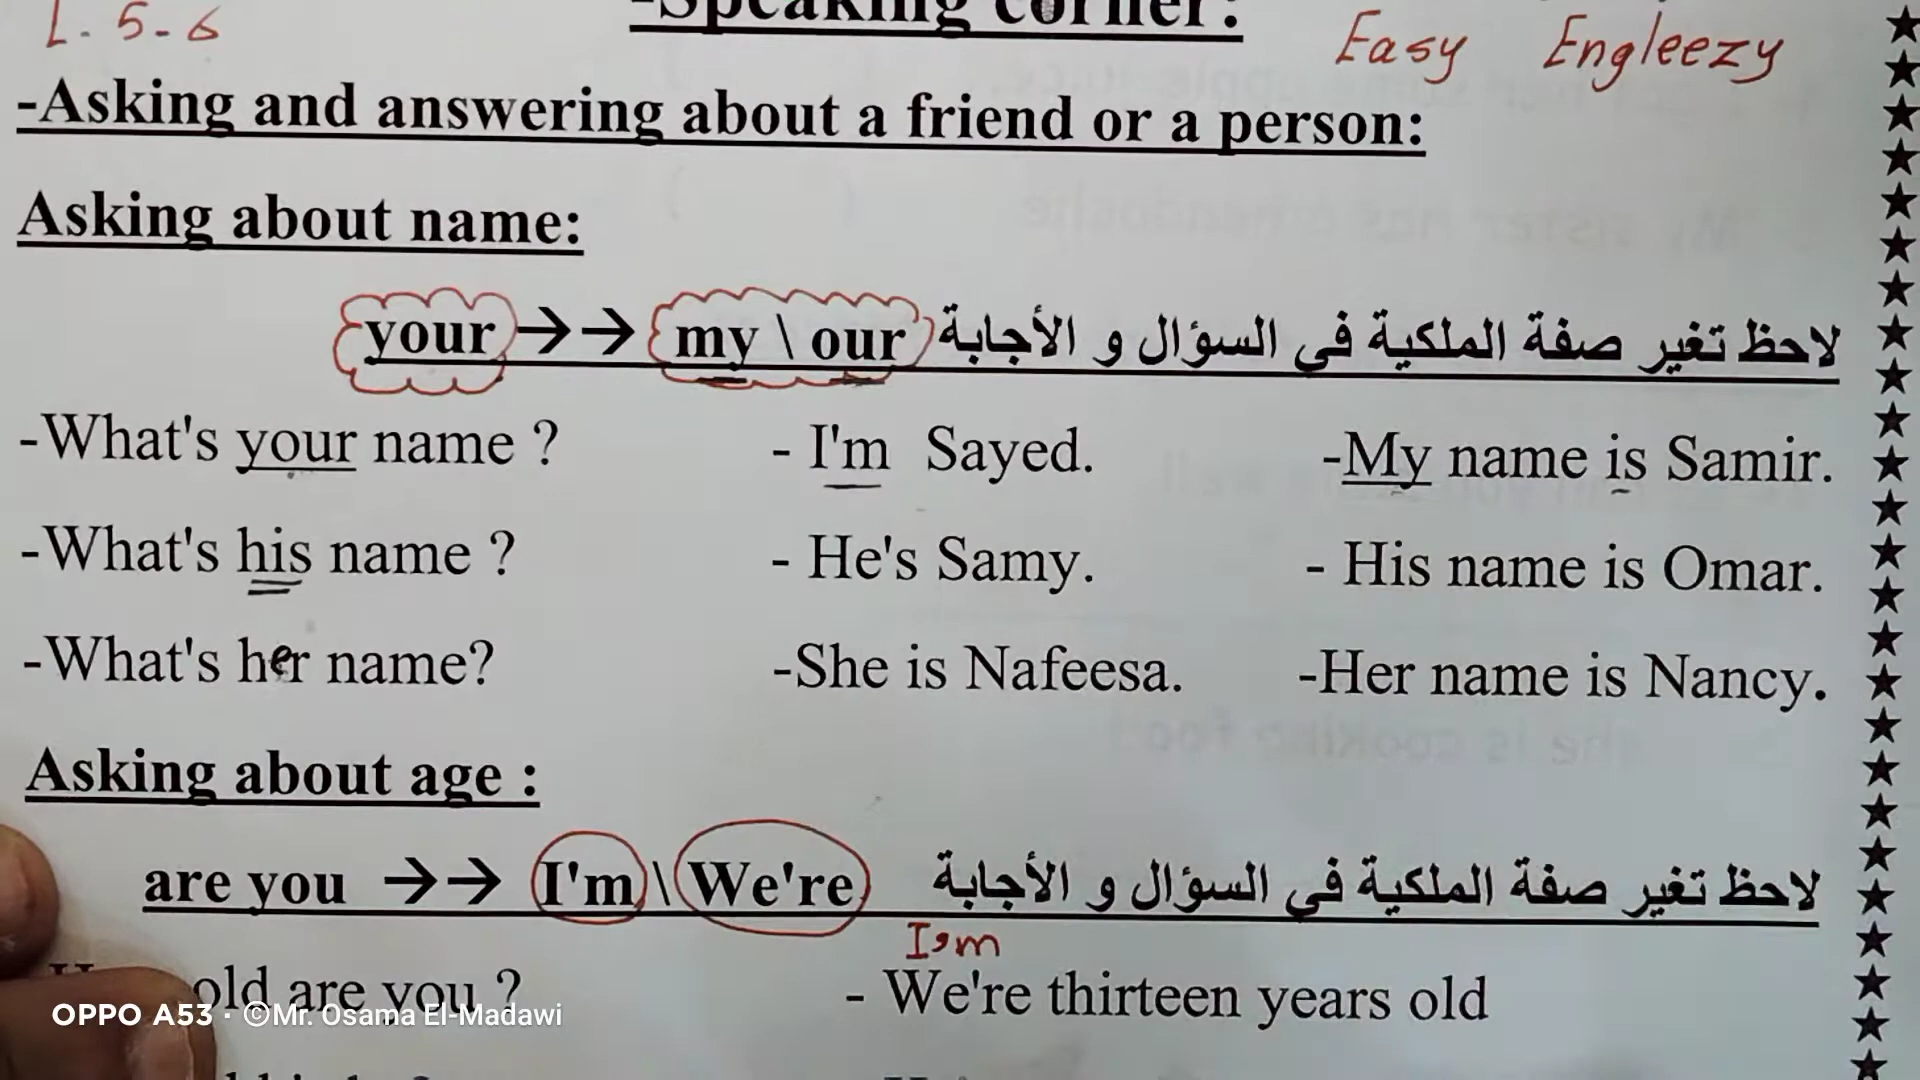 -Speaking corner:
L. 5-6
Easy Engleezy
-Asking and answering about a friend or a person:
Asking about name:
your →→ my \ our لاحظ تغير صفة الملكية فى السؤال و الأجابة
-What's your name ? - I'm Sayed. -My name is Samir.
-What's his name ? - He's Samy. - His name is Omar.
-What's her name? -She is Nafeesa. -Her name is Nancy.
Asking about age :
are you →→ I'm \ We're لاحظ تغير صفة الملكية في السؤال و الأجابة
I'm
old are you ? - We're thirteen years old
OPPO A53 · ©Mr. Osama El-Madawi